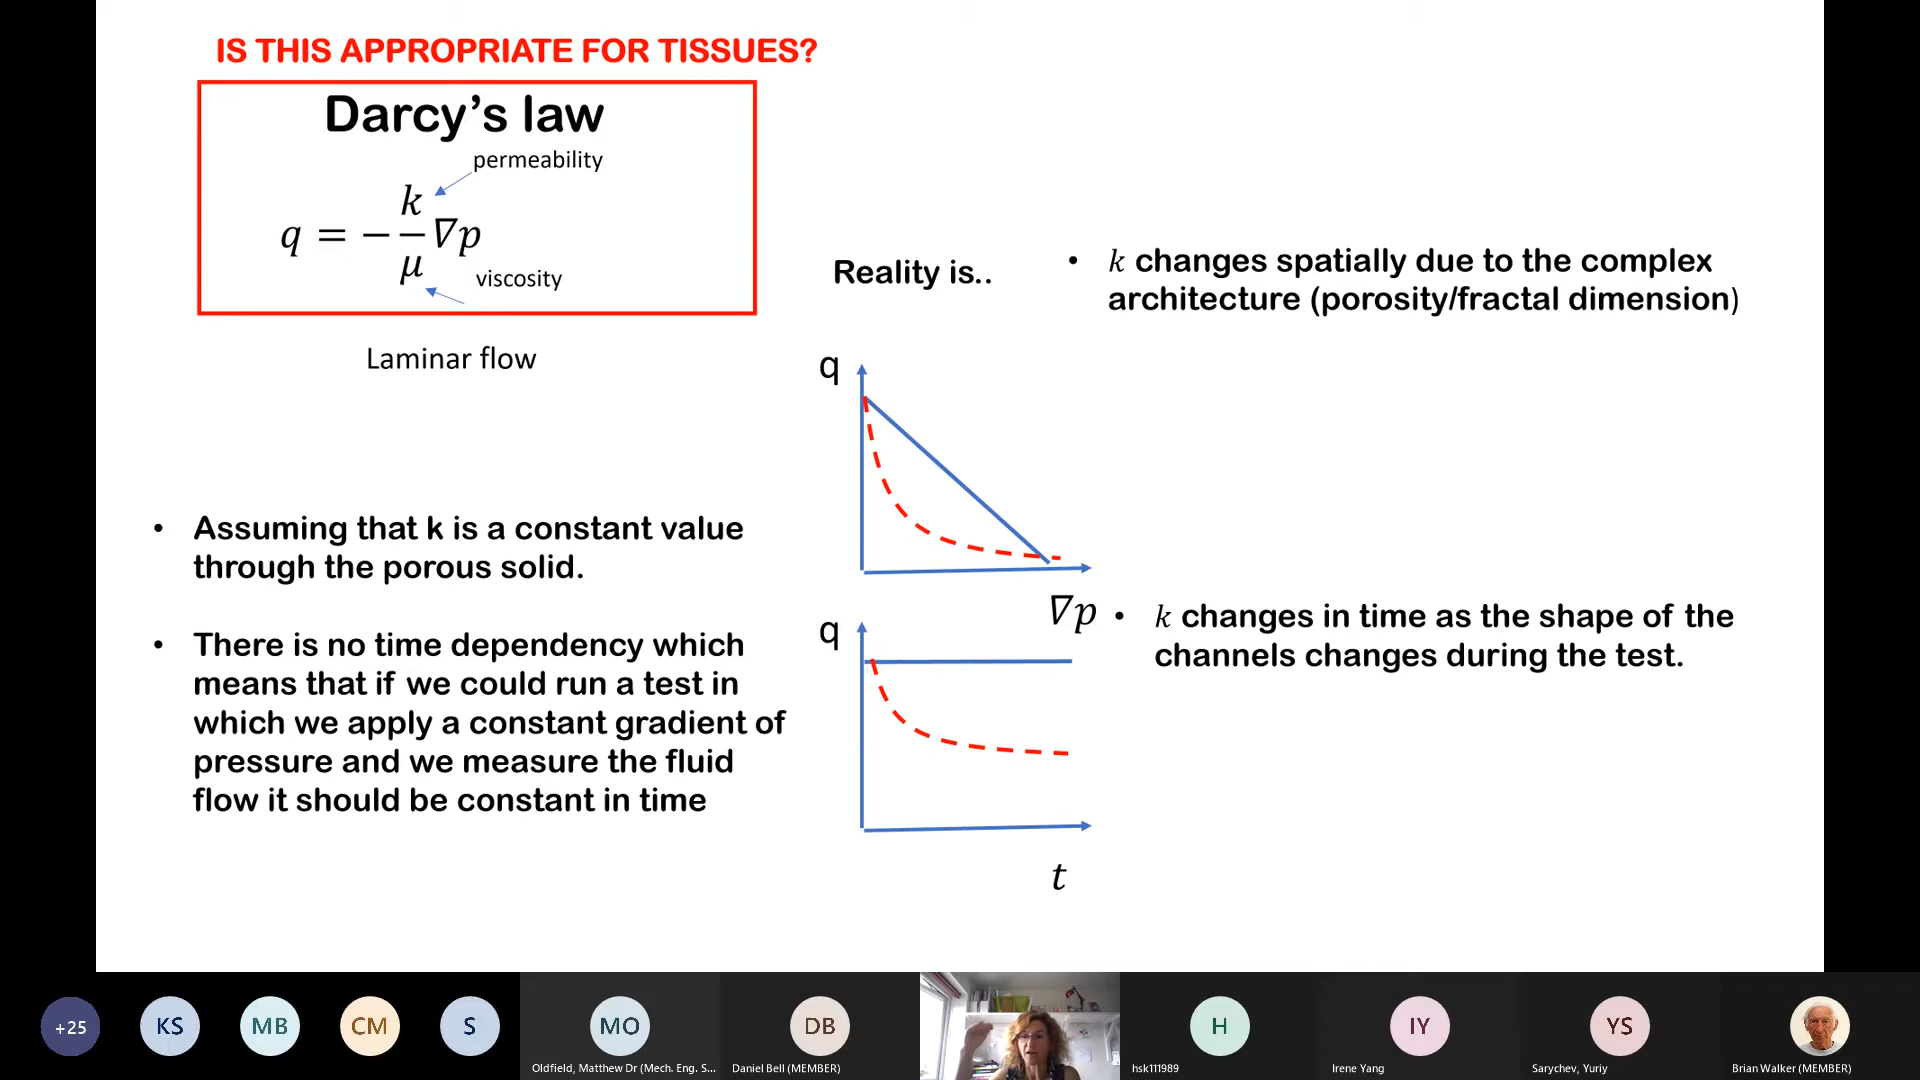 IS THIS APPROPRIATE FOR TISSUES?
Darcy's law
permeability
q = − k/μ ∇p
viscosity
Laminar flow
• Assuming that k is a constant value
through the porous solid.
• There is no time dependency which
means that if we could run a test in
which we apply a constant gradient of
pressure and we measure the fluid
flow it should be constant in time
Reality is..
• k changes spatially due to the complex
architecture (porosity/fractal dimension)
q
∇p
• k changes in time as the shape of the
channels changes during the test.
q
t
+25
KS
MB
CM
S
MO
Oldfield, Matthew Dr (Mech. Eng. S...
DB
Daniel Bell (MEMBER)
H
hsk111989
IY
Irene Yang
YS
Sarychev, Yuriy
Brian Walker (MEMBER)